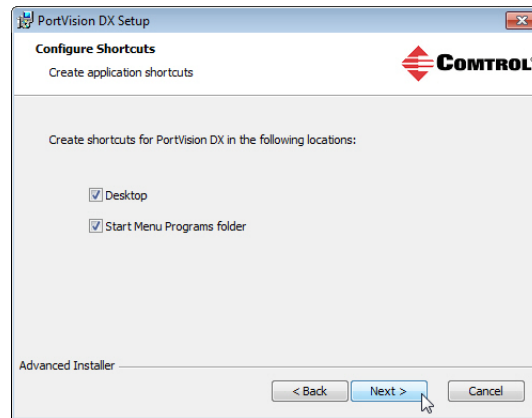 PortVision DX Setup
Configure Shortcuts
Create application shortcuts
COMTROL
Create shortcuts for PortVision DX in the following locations:
Desktop
Start Menu Programs folder
Advanced Installer
< Back
Next >
Cancel